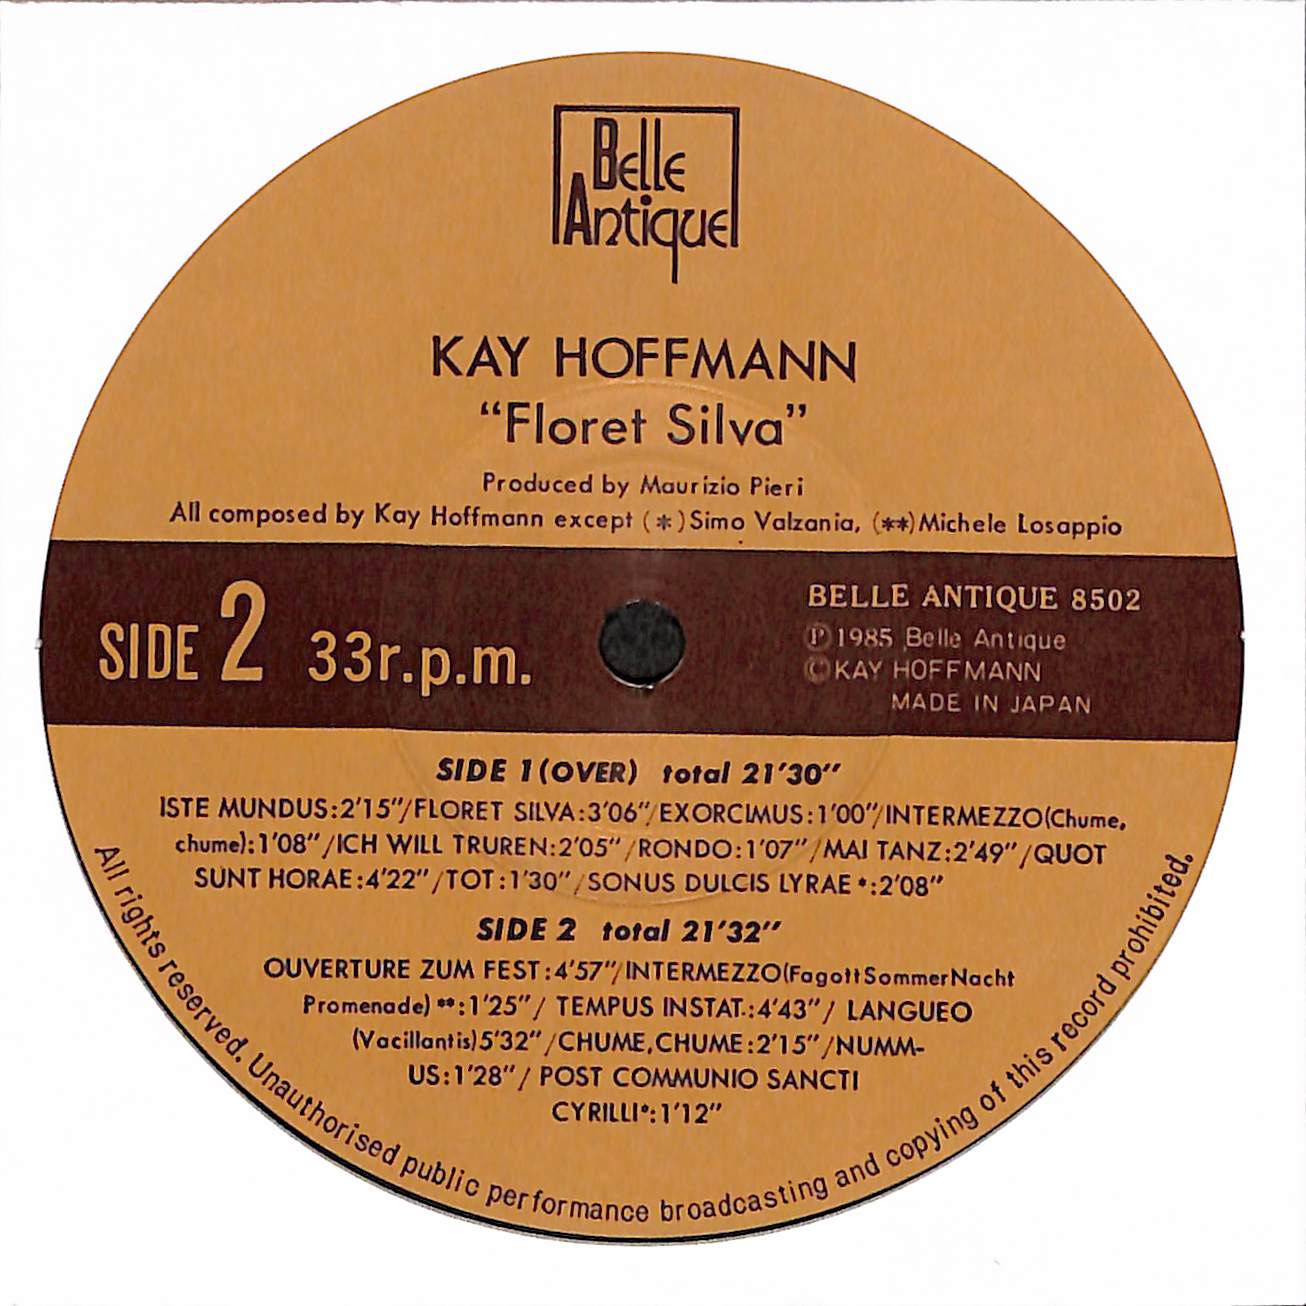 Belle
Antique
KAY HOFFMANN
“Floret Silva”
Produced by Maurizio Pieri
All composed by Kay Hoffmann except (*)Simo Valzania, (**)Michele Losappio
SIDE 2 33r.p.m.
BELLE ANTIQUE 8502
Ⓟ1985 Belle Antique
©KAY HOFFMANN
MADE IN JAPAN
SIDE 1(OVER) total 21'30"
ISTE MUNDUS:2'15"/FLORET SILVA:3'06"/EXORCIMUS:1'00"/INTERMEZZO(Chume,
chume):1'08"/ICH WILL TRUREN:2'05"/RONDO:1'07"/MAI TANZ:2'49"/QUOT
SUNT HORAE:4'22"/TOT:1'30"/SONUS DULCIS LYRAE*:2'08"
SIDE 2 total 21'32"
OUVERTURE ZUM FEST:4'57"/INTERMEZZO(FagottSommerNacht
Promenade)**:1'25"/ TEMPUS INSTAT.:4'43"/ LANGUEO
(Vacillantis)5'32"/CHUME,CHUME:2'15"/NUMM-
US:1'28"/ POST COMMUNIO SANCTI
CYRILLI*:1'12"
All rights reserved. Unauthorised public performance broadcasting and copying of this record prohibited.